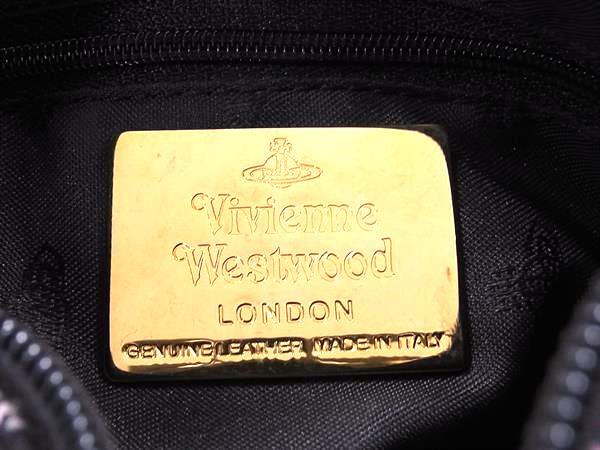 Vivienne
Westwood
LONDON
GENUINE LEATHER MADE IN ITALY